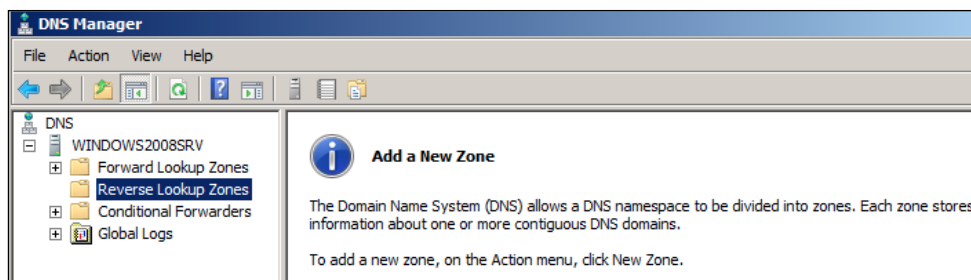 DNS Manager
File Action View Help
DNS
WINDOWS2008SRV
Forward Lookup Zones
Reverse Lookup Zones
Conditional Forwarders
Global Logs
Add a New Zone
The Domain Name System (DNS) allows a DNS namespace to be divided into zones. Each zone stores
information about one or more contiguous DNS domains.
To add a new zone, on the Action menu, click New Zone.